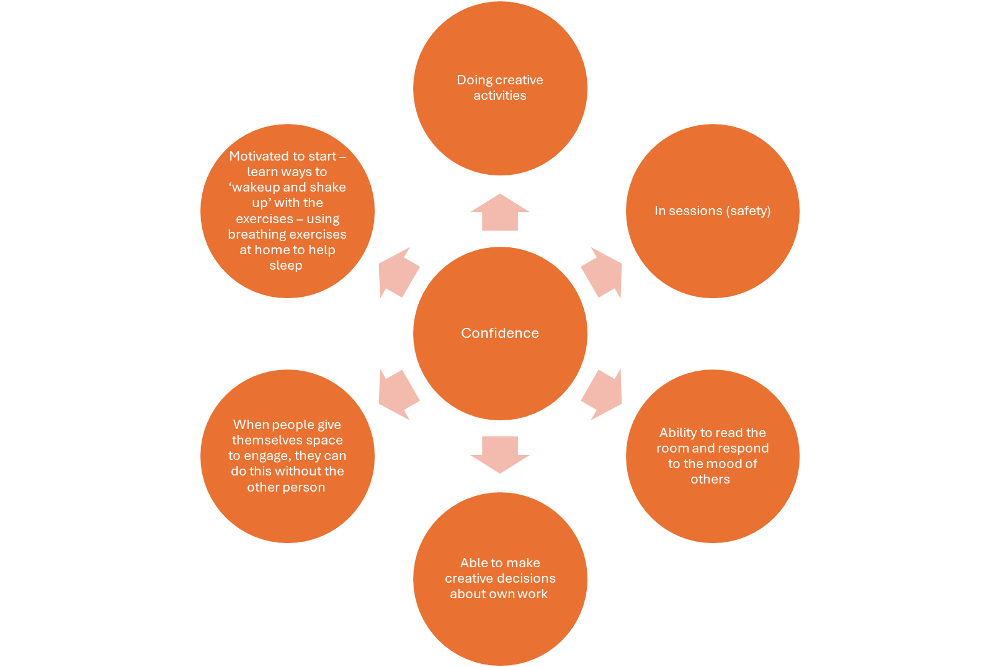 Doing creative
activities
In sessions (safety)
Ability to read the
room and respond
to the mood of
others
Able to make
creative decisions
about own work
When people give
themselves space
to engage, they can
do this without the
other person
Motivated to start –
learn ways to
‘wakeup and shake
up’ with the
exercises – using
breathing exercises
at home to help
sleep
Confidence